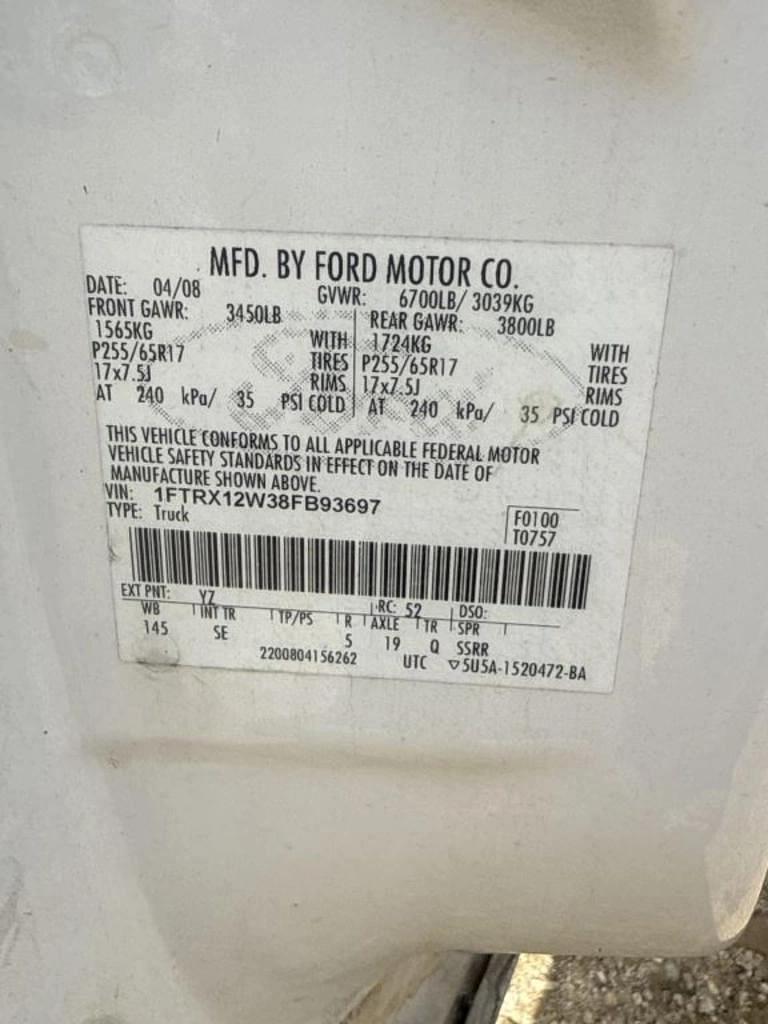 MFD. BY FORD MOTOR CO.
DATE: 04/08 GVWR: 6700LB/ 3039KG
FRONT GAWR: 3450LB REAR GAWR: 3800LB
1565KG WITH 1724KG WITH
P255/65R17 TIRES P255/65R17 TIRES
17x7.5J RIMS 17x7.5J RIMS
AT 240 kPa/ 35 PSI COLD AT 240 kPa/ 35 PSI COLD
THIS VEHICLE CONFORMS TO ALL APPLICABLE FEDERAL MOTOR
VEHICLE SAFETY STANDARDS IN EFFECT ON THE DATE OF
MANUFACTURE SHOWN ABOVE.
VIN: 1FTRX12W38FB93697
TYPE: Truck
F0100
T0757
EXT PNT: YZ RC: 52 DSO:
WB INT TR TP/PS R AXLE TR SPR
145 SE 5 19 Q SSRR
2200804156262 UTC ▽5U5A-1520472-BA